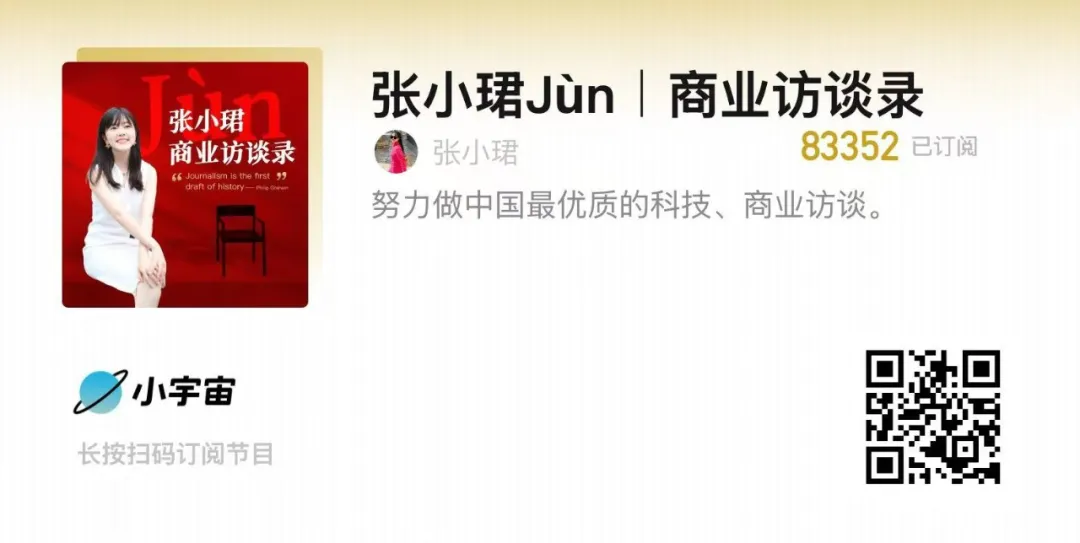 Jùn
张小珺
商业访谈录
“ Journalism is the first ”
draft of history— Philip Graham
张小珺Jùn｜商业访谈录
张小珺
83352 已订阅
努力做中国最优质的科技、商业访谈。
小宇宙
长按扫码订阅节目